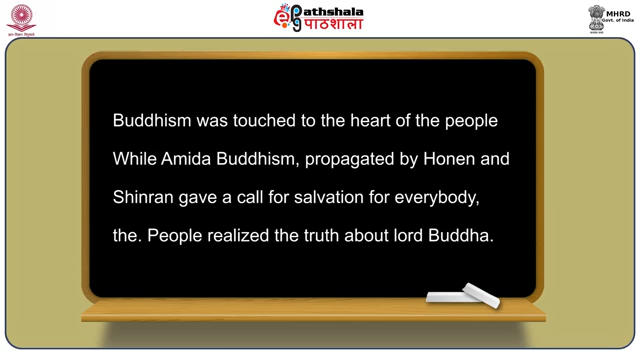 Pathshala
पाठशाला
MHRD
Govt. of India
Buddhism was touched to the heart of the people
While Amida Buddhism, propagated by Honen and
Shinran gave a call for salvation for everybody,
the. People realized the truth about lord Buddha.